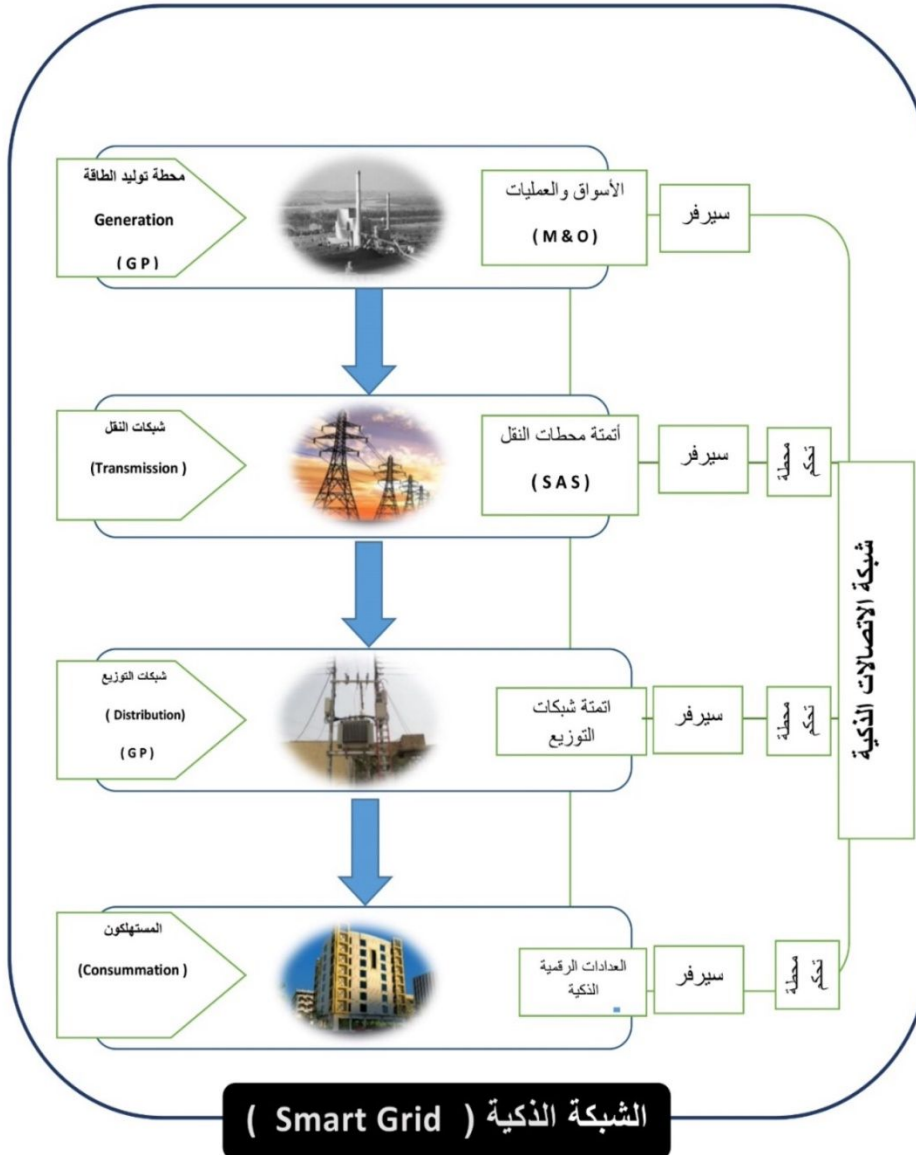 محطة توليد الطاقة
Generation
( G P )
الأسواق والعمليات
( M & O )
سيرفر
شبكات النقل
(Transmission )
أتمتة محطات النقل
( S A S )
سيرفر
محطة
تحكم
شبكة الاتصالات الذكية
شبكات التوزيع
( Distribution)
( G P )
اتمتة شبكات
التوزيع
سيرفر
محطة
تحكم
المستهلكون
(Consummation )
العدادات الرقمية
الذكية
سيرفر
محطة
تحكم
الشبكة الذكية ( Smart Grid )